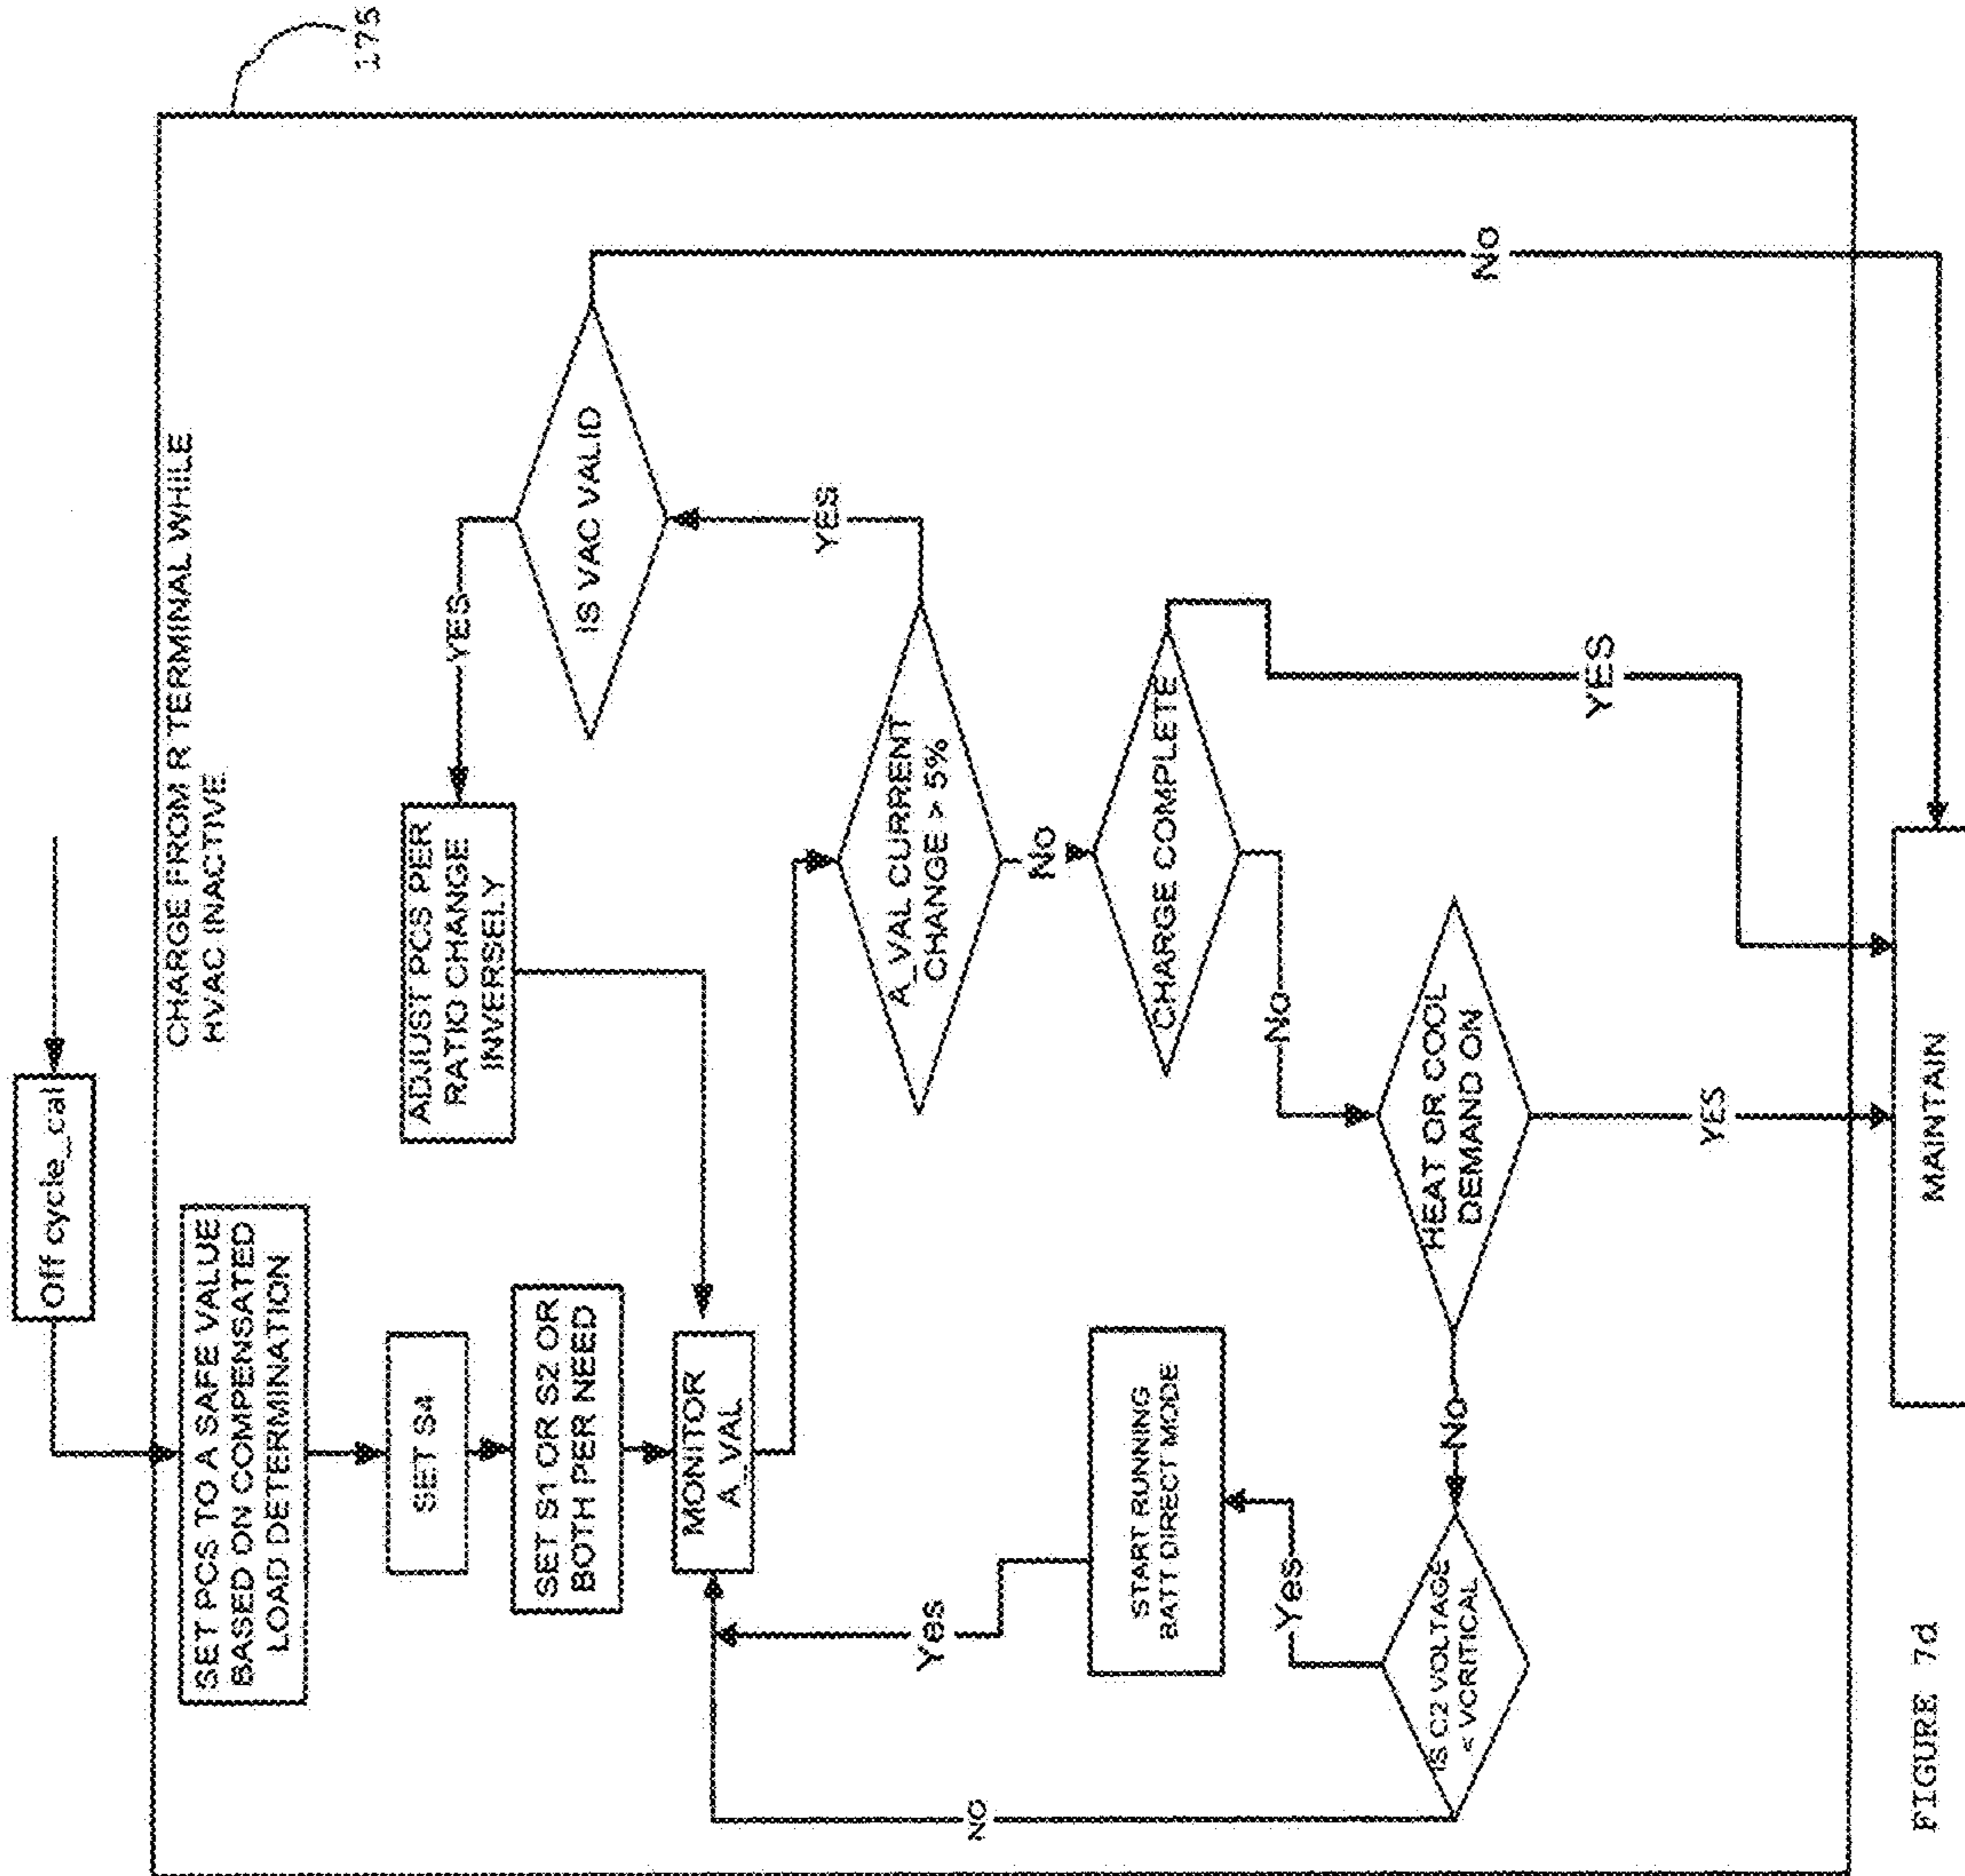 Off cycle_cal
175
CHARGE FROM R TERMINAL WHILE
HVAC INACTIVE
SET PCS TO A SAFE VALUE
BASED ON COMPENSATED
LOAD DETERMINATION
SET S4
SET S1 OR S2 OR
BOTH PER NEED
MONITOR
A_VAL
ADJUST PCS PER
RATIO CHANGE
INVERSELY
YES
IS VAC VALID
No
YES
A_VAL CURRENT
CHANGE > 5%
No
CHARGE COMPLETE
YES
No
HEAT OR COOL
DEMAND ON
YES
No
IS C2 VOLTAGE
< VCRITICAL
Yes
START RUNNING
BATT DIRECT MODE
Yes
NO
MAINTAIN
FIGURE 7d